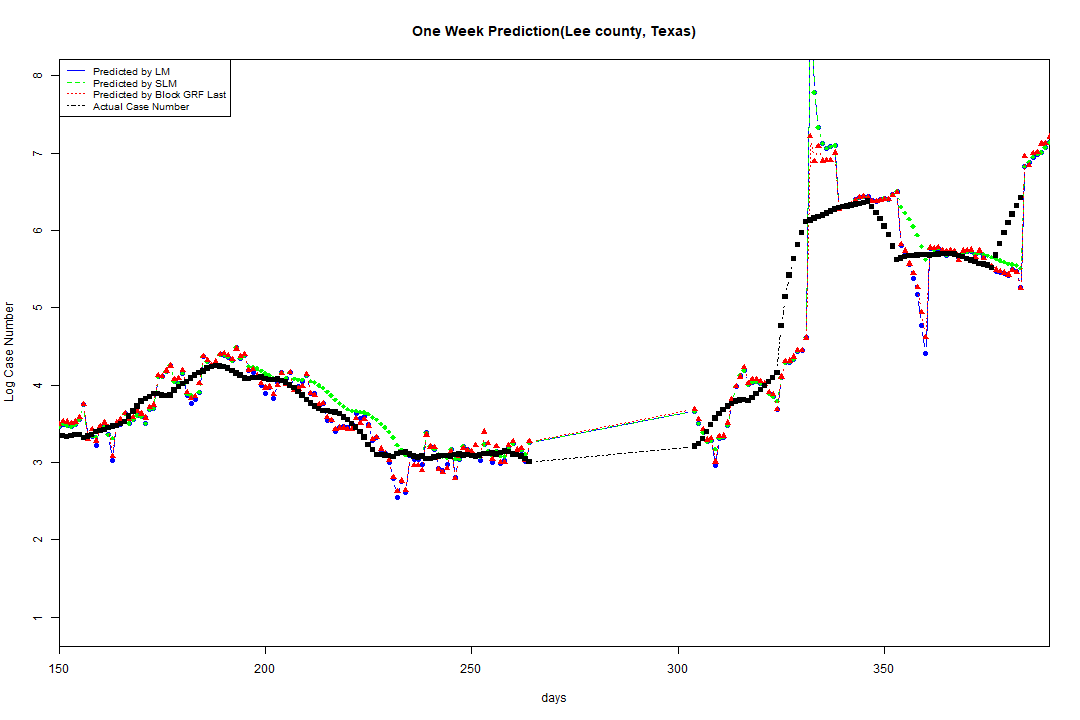 One Week Prediction(Lee county, Texas)
Predicted by LM
Predicted by SLM
Predicted by Block GRF Last
Actual Case Number
8
7
6
5
4
3
2
1
Log Case Number
150 200 250 300 350
days